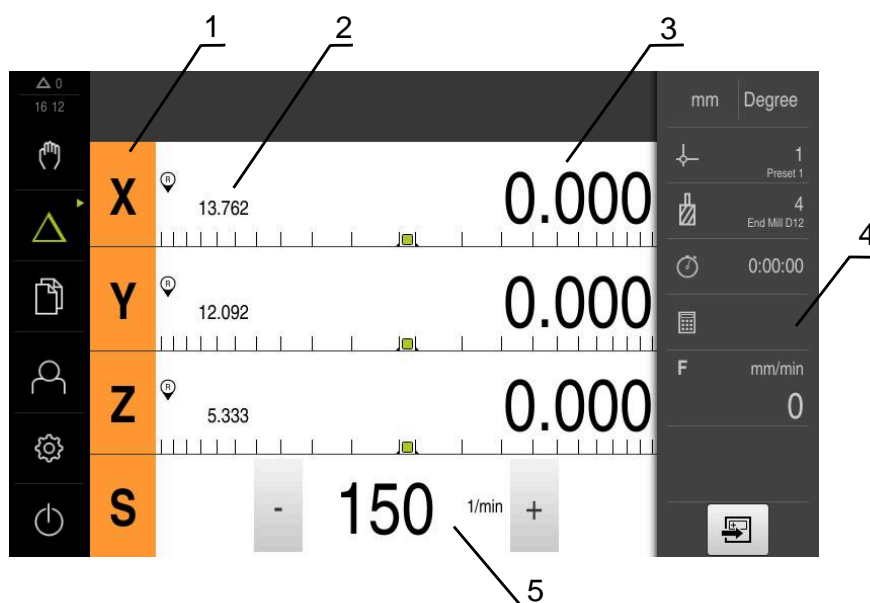 1 2 3
0
16 12
mm Degree
X R 13.762 0.000
1
Preset 1
4
End Mill D12
4
Y R 12.092 0.000
0:00:00
Z R 5.333 0.000
F mm/min
0
S - 150 1/min +
5